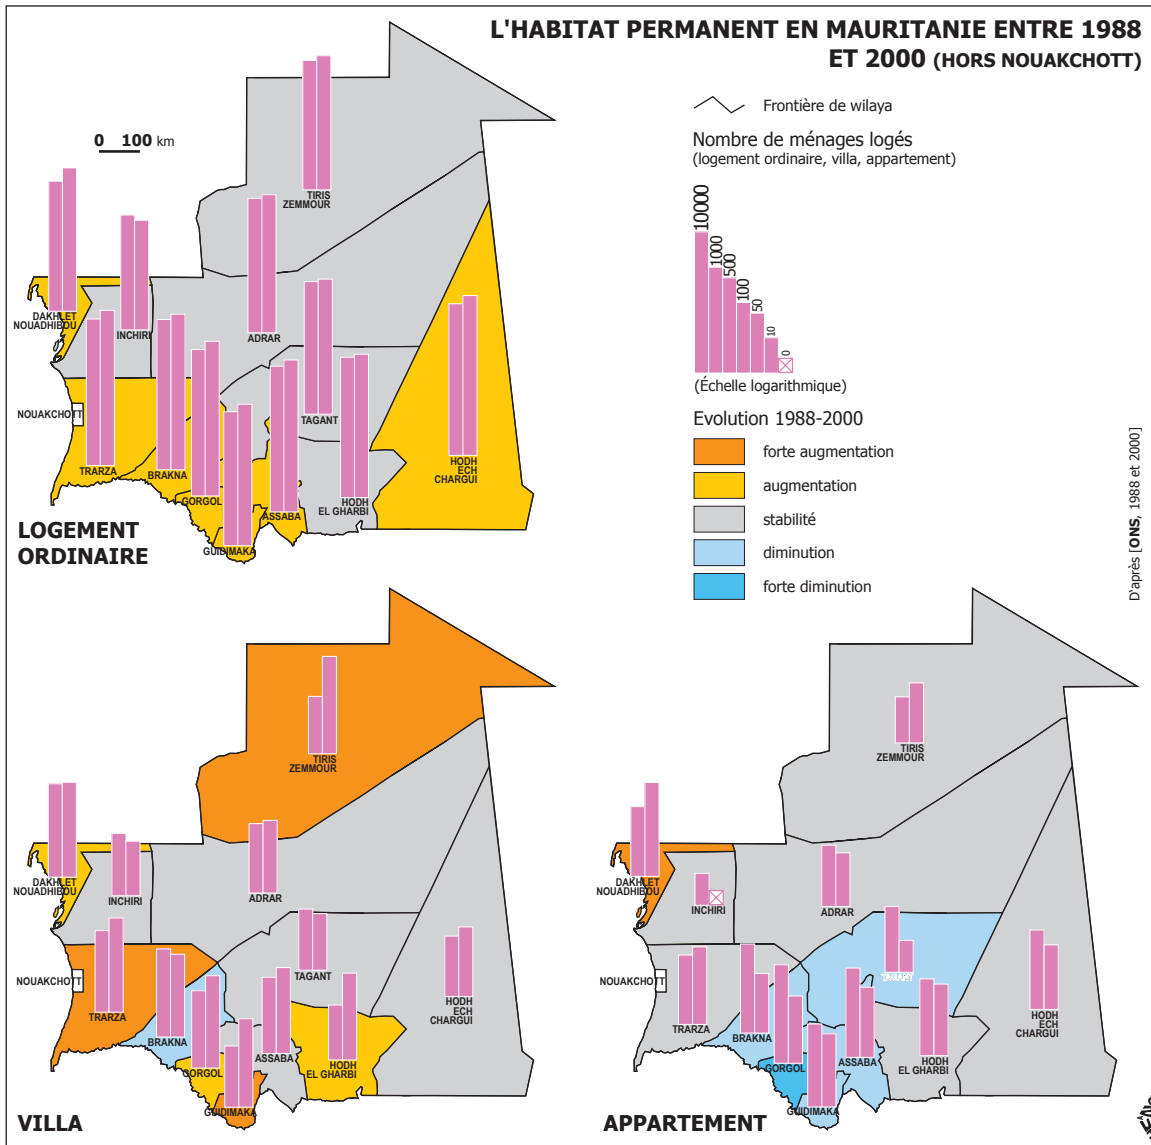 L'HABITAT PERMANENT EN MAURITANIE ENTRE 1988
ET 2000 (HORS NOUAKCHOTT)
Frontière de wilaya
Nombre de ménages logés
(logement ordinaire, villa, appartement)
10000
1000
500
100
50
10
0
(Échelle logarithmique)
Evolution 1988-2000
forte augmentation
augmentation
stabilité
diminution
forte diminution
D'après [ONS, 1988 et 2000]
0 100 km
TIRIS
ZEMMOUR
DAKHLET
NOUADHIBOU
INCHIRI
ADRAR
NOUAKCHOTT
TAGANT
TRARZA
BRAKNA
HODH
ECH
CHARGUI
GORGOL
HODH
EL GHARBI
ASSABA
GUIDIMAKA
LOGEMENT
ORDINAIRE
TIRIS
ZEMMOUR
DAKHLET
NOUADHIBOU
INCHIRI
ADRAR
NOUAKCHOTT
TAGANT
HODH
ECH
CHARGUI
TRARZA
BRAKNA
ASSABA
GORGOL
HODH
EL GHARBI
GUIDIMAKA
VILLA
TIRIS
ZEMMOUR
DAKHLET
NOUADHIBOU
INCHIRI
ADRAR
NOUAKCHOTT
TAGANT
HODH
ECH
CHARGUI
TRARZA
BRAKNA
ASSABA
GORGOL
HODH
EL GHARBI
GUIDIMAKA
APPARTEMENT